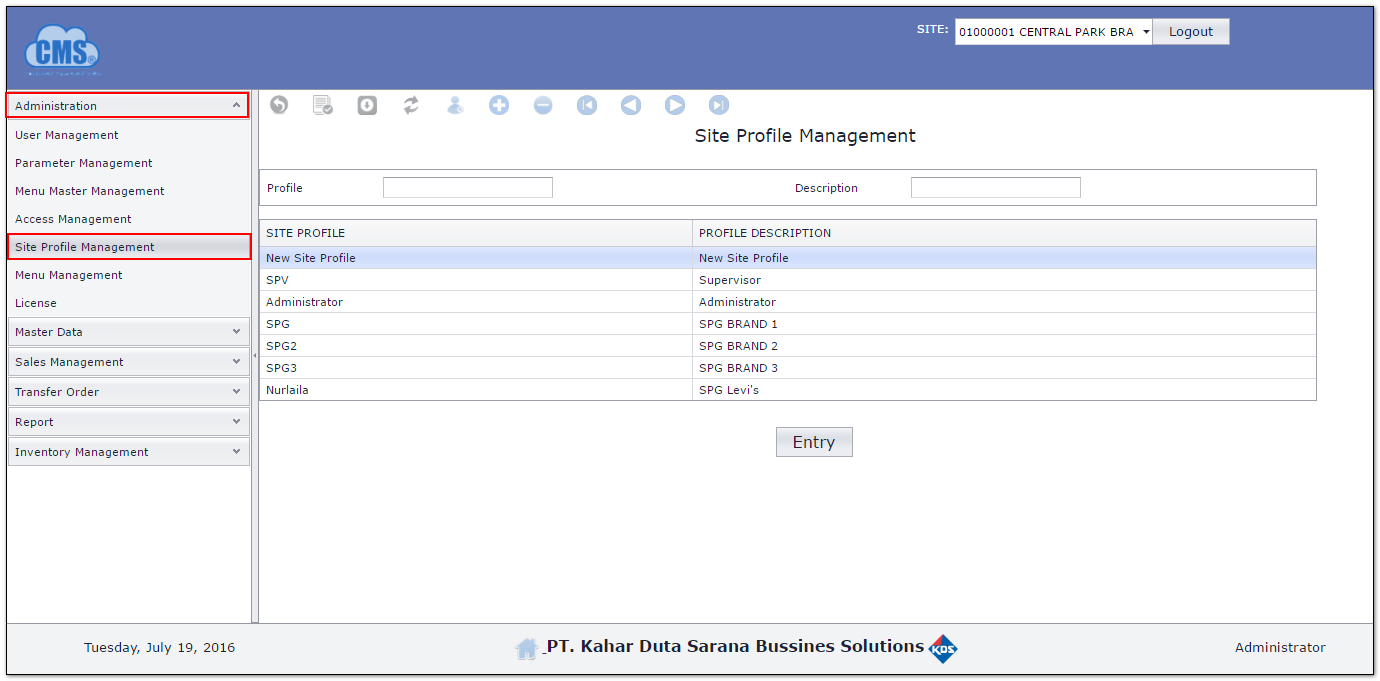 CMS
SITE: 01000001 CENTRAL PARK BRA Logout
Administration
User Management
Parameter Management
Menu Master Management
Access Management
Site Profile Management
Menu Management
License
Master Data
Sales Management
Transfer Order
Report
Inventory Management
Site Profile Management
Profile Description
SITE PROFILE PROFILE DESCRIPTION
New Site Profile New Site Profile
SPV Supervisor
Administrator Administrator
SPG SPG BRAND 1
SPG2 SPG BRAND 2
SPG3 SPG BRAND 3
Nurlaila SPG Levi's
Entry
Tuesday, July 19, 2016 PT. Kahar Duta Sarana Bussines Solutions KDS Administrator